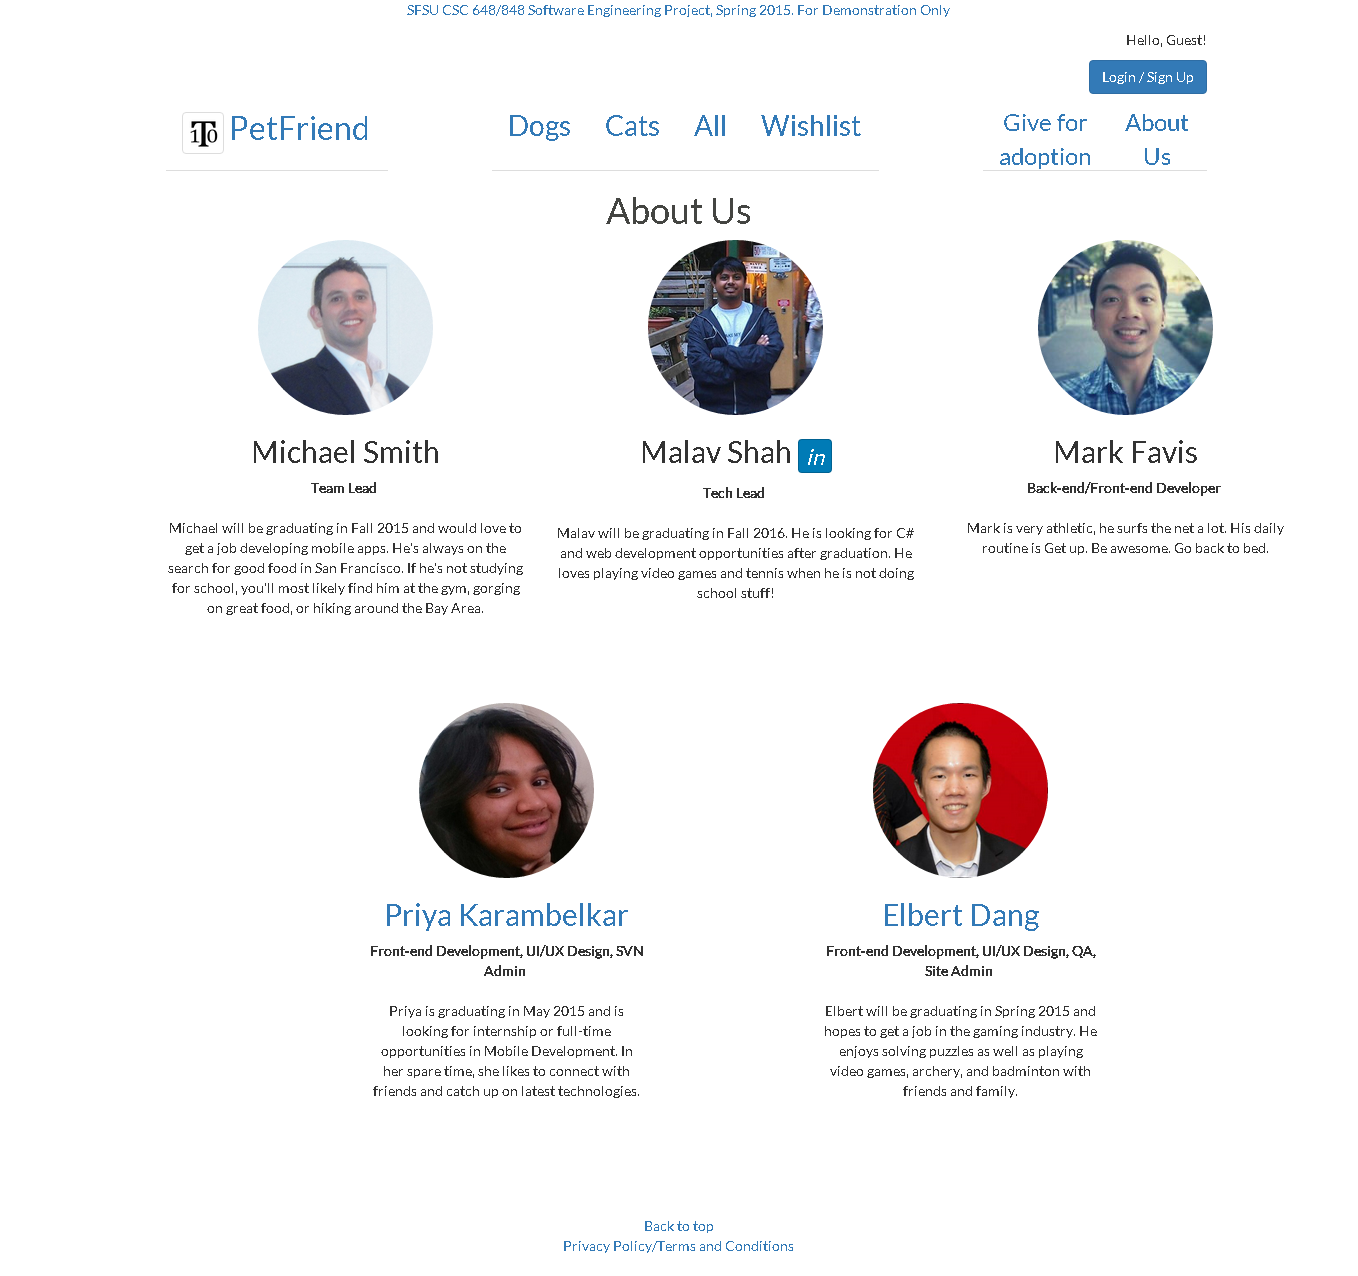 SFSU CSC 648/848 Software Engineering Project, Spring 2015. For Demonstration Only
Hello, Guest!
Login / Sign Up
1TO PetFriend
Dogs Cats All Wishlist
Give for
adoption
About
Us
About Us
Michael Smith
Team Lead
Michael will be graduating in Fall 2015 and would love to
get a job developing mobile apps. He's always on the
search for good food in San Francisco. If he's not studying
for school, you'll most likely find him at the gym, gorging
on great food, or hiking around the Bay Area.
Malav Shah in
Tech Lead
Malav will be graduating in Fall 2016. He is looking for C#
and web development opportunities after graduation. He
loves playing video games and tennis when he is not doing
school stuff!
Mark Favis
Back-end/Front-end Developer
Mark is very athletic, he surfs the net a lot. His daily
routine is Get up. Be awesome. Go back to bed.
Priya Karambelkar
Front-end Development, UI/UX Design, SVN
Admin
Priya is graduating in May 2015 and is
looking for internship or full-time
opportunities in Mobile Development. In
her spare time, she likes to connect with
friends and catch up on latest technologies.
Elbert Dang
Front-end Development, UI/UX Design, QA,
Site Admin
Elbert will be graduating in Spring 2015 and
hopes to get a job in the gaming industry. He
enjoys solving puzzles as well as playing
video games, archery, and badminton with
friends and family.
Back to top
Privacy Policy/Terms and Conditions